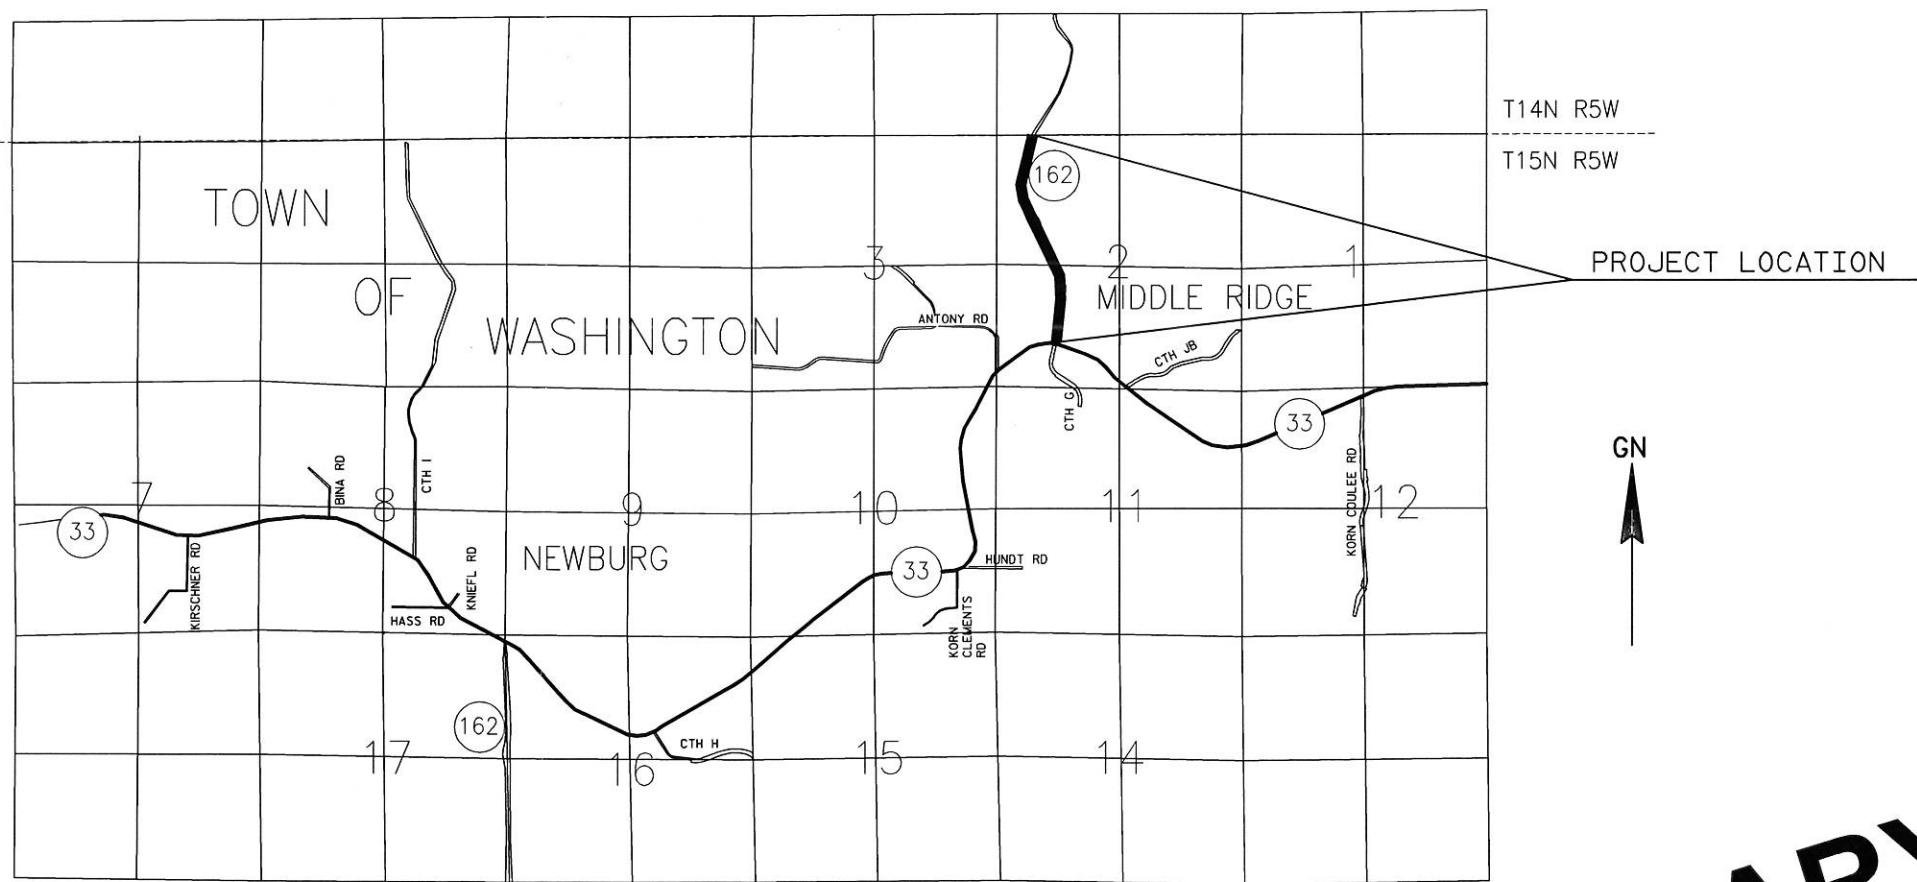 T14N R5W
T15N R5W
162
TOWN
OF
WASHINGTON
3
2
1
PROJECT LOCATION
MIDDLE RIDGE
ANTONY RD
CTH JB
CTH G
33
GN
7
BINA RD
8
CTH I
9
10
11
KORN COULEE RD
12
33
KIRSCHNER RD
HASS RD
KNIEFL RD
NEWBURG
33
HUNDT RD
KORN
CLEMENTS
RD
162
17
16
CTH H
15
14